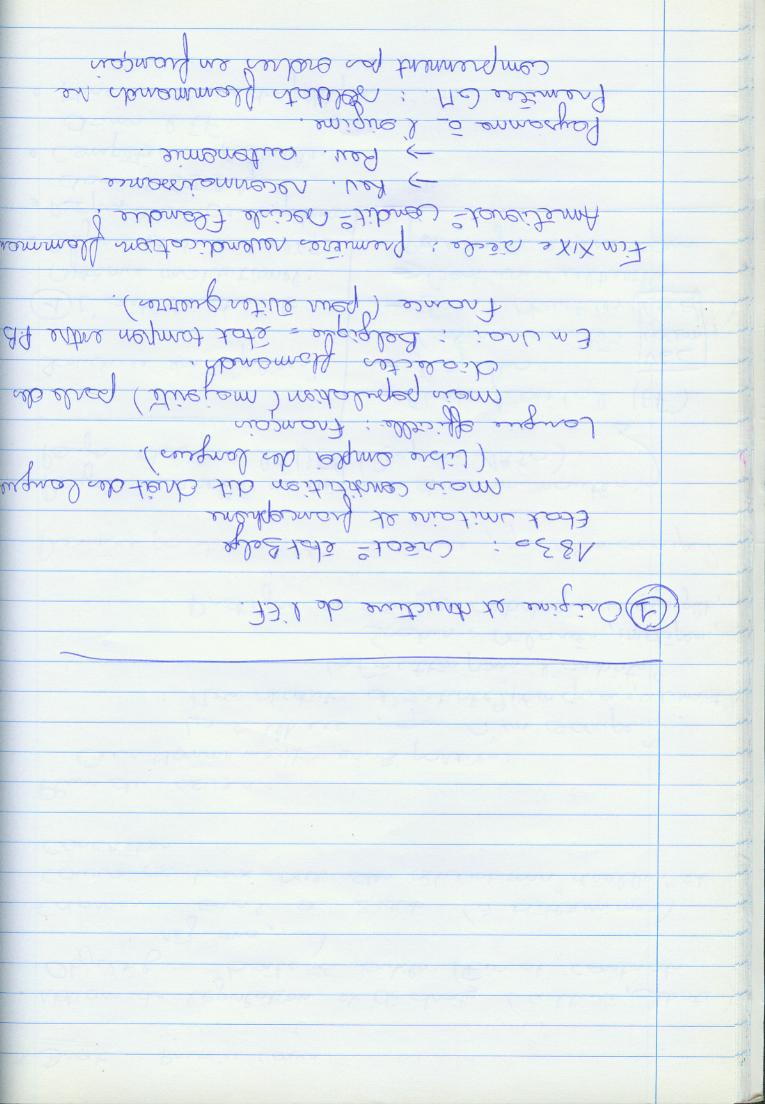 ① Origine et structure de l'EF.
1830 : Créat° état Belge
Etat unitaire et francophone
mais constitution dit droit des langue
(Libre emploi des langues).
Langue officielle : Français
mais population (majorité) parle des
dialectes flamands.
En vrai : Belgique = état tampon entre P.B
France (pour éviter guerres).
Fin XIXe siècle : premières revendication flamman
Améliorat° condit° sociale Flandre !
→ Rev. reconnaissance
→ Rev. autonomie.
Paysanne à l'origine.
Première GM. : soldats flammands ne
comprennent pas ordres en français